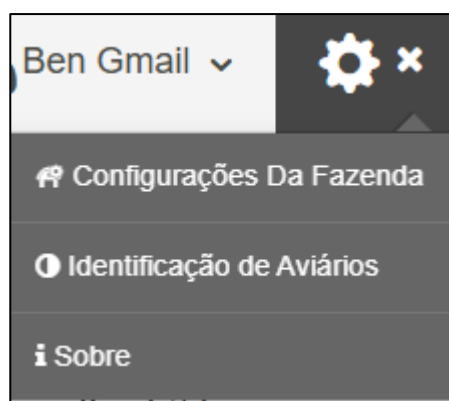 Ben Gmail
Configurações Da Fazenda
Identificação de Aviários
Sobre